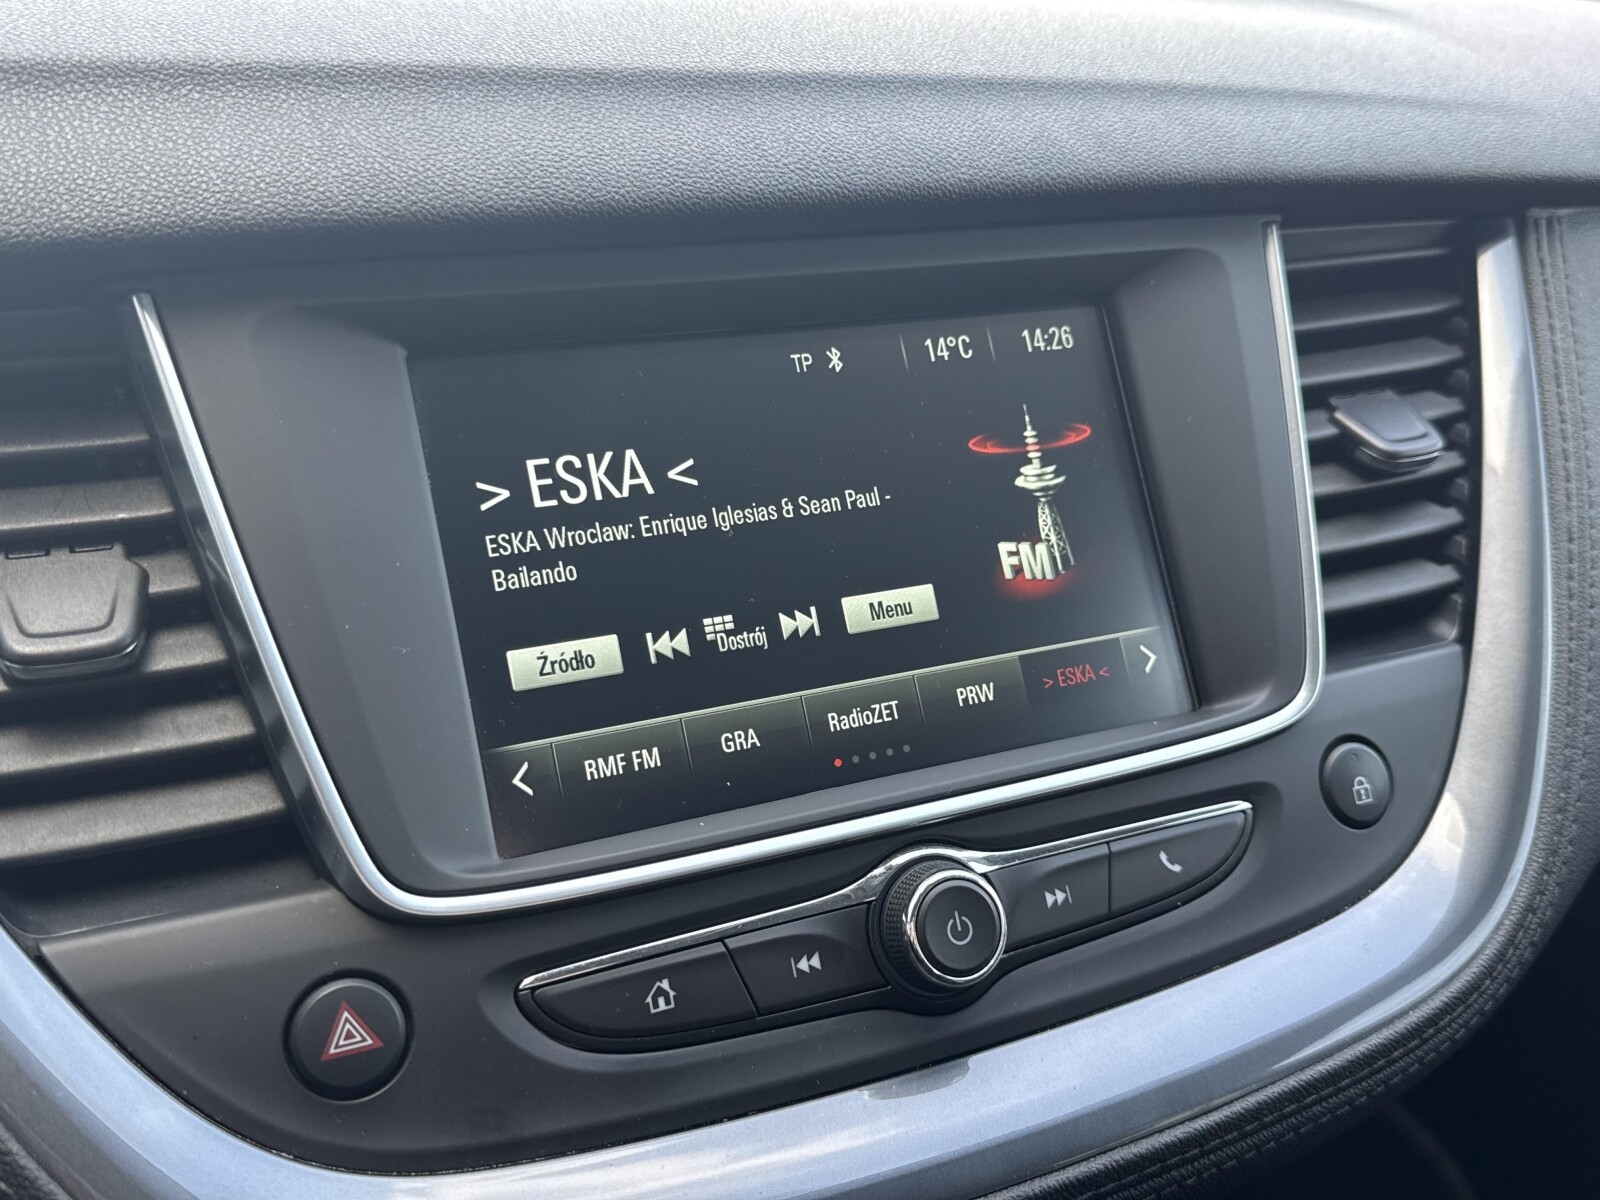 TP 14°C 14:26
> ESKA <
ESKA Wroclaw: Enrique Iglesias & Sean Paul -
Bailando
FM
Źródło Dostrój Menu
RMF FM GRA RadioZET PRW > ESKA <